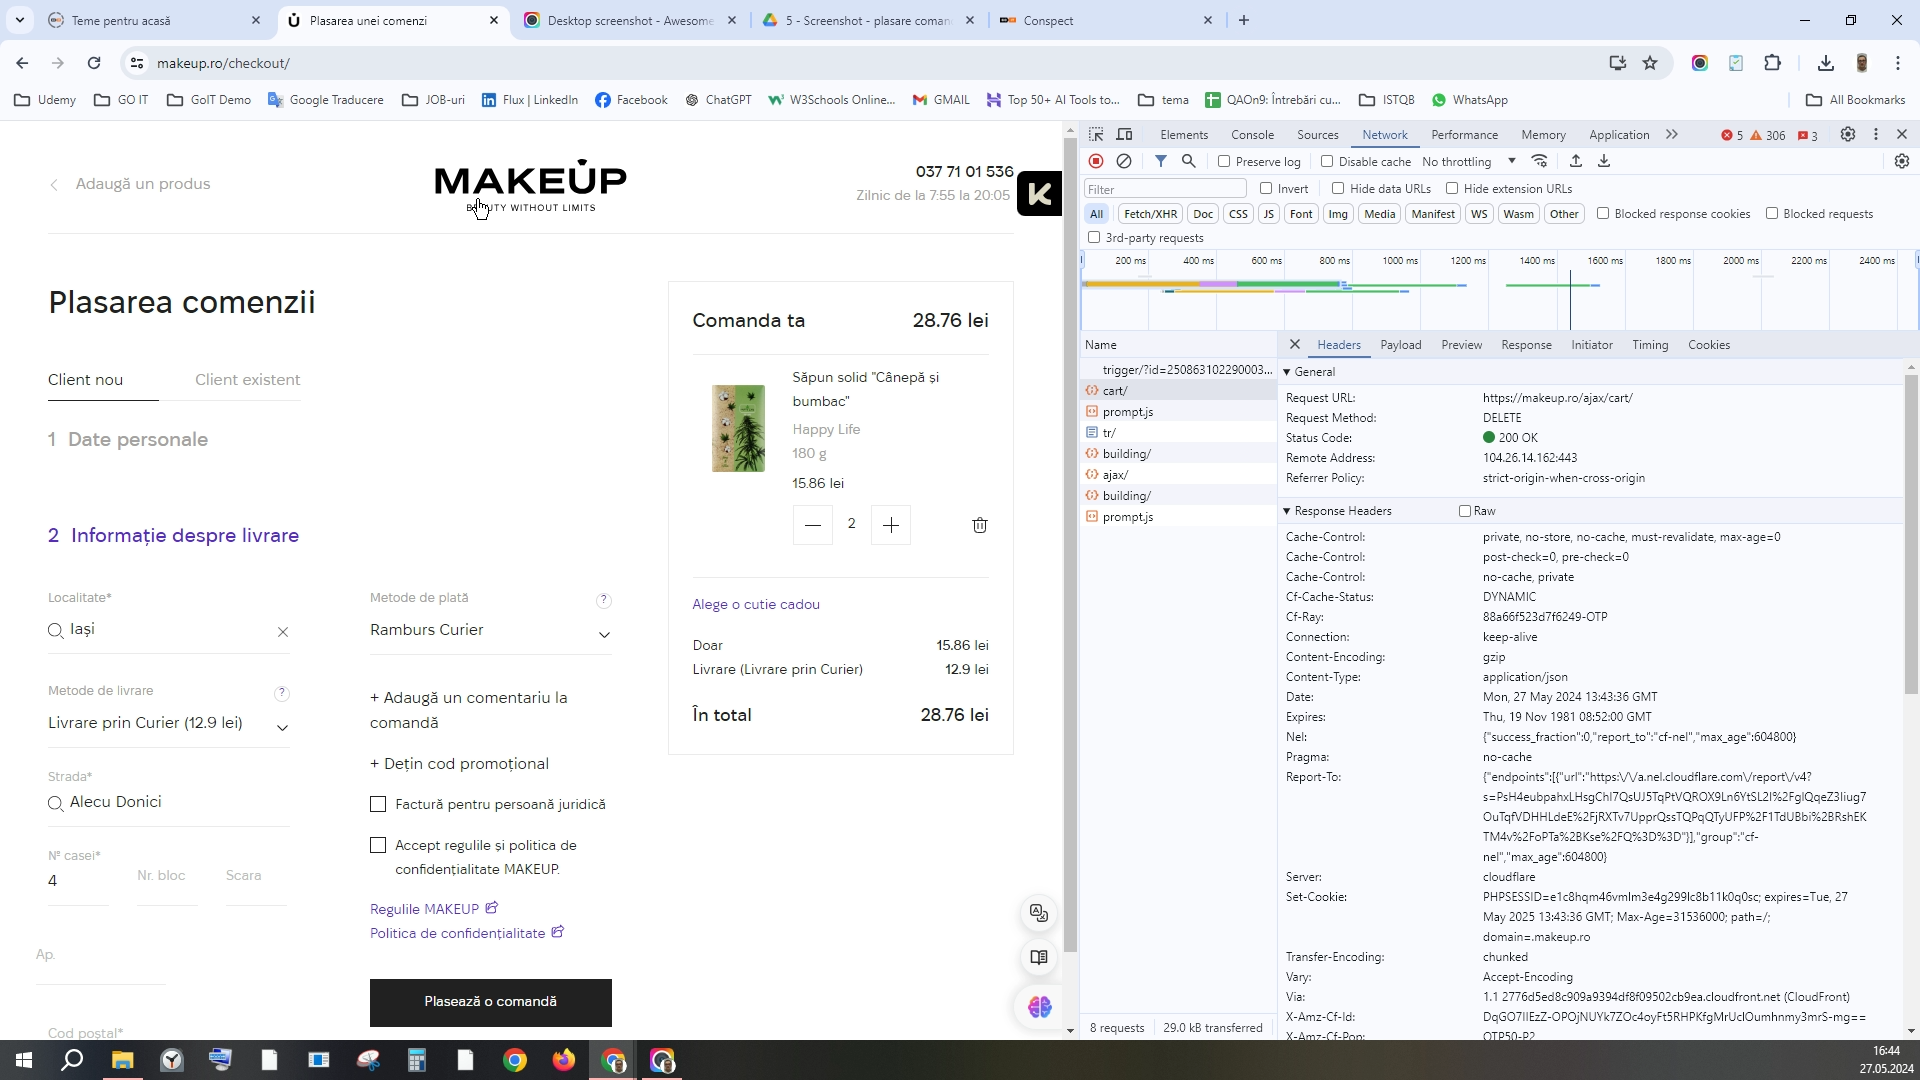 Teme pentru acasă
Plasarea unei comenzi
Desktop screenshot - Awesome
5 - Screenshot - plasare coman
Conspect
makeup.ro/checkout/
Udemy
GO IT
GoIT Demo
Google Traducere
JOB-uri
Flux | LinkedIn
Facebook
ChatGPT
W3Schools Online...
GMAIL
Top 50+ AI Tools to...
tema
QAOn9: Întrebări cu...
ISTQB
WhatsApp
All Bookmarks
Adaugă un produs
MAKEUP
BEAUTY WITHOUT LIMITS
037 71 01 536
Zilnic de la 7:55 la 20:05
K
Plasarea comenzii
Client nou
Client existent
1 Date personale
2 Informație despre livrare
Localitate*
Iași
Metode de livrare
?
Livrare prin Curier (12.9 lei)
Strada*
Alecu Donici
Nº casei*
4
Nr. bloc
Scara
Ap.
Cod poștal*
Metode de plată
?
Ramburs Curier
+ Adaugă un comentariu la
comandă
+ Dețin cod promoțional
Factură pentru persoană juridică
Accept regulile și politica de
confidențialitate MAKEUP.
Regulile MAKEUP
Politica de confidențialitate
Plasează o comandă
Comanda ta
28.76 lei
Săpun solid "Cânepă și
bumbac"
Happy Life
180 g
15.86 lei
2
Alege o cutie cadou
Doar
15.86 lei
Livrare (Livrare prin Curier)
12.9 lei
În total
28.76 lei
Elements
Console
Sources
Network
Performance
Memory
Application
5
306
3
Preserve log
Disable cache
No throttling
Filter
Invert
Hide data URLs
Hide extension URLs
All
Fetch/XHR
Doc
CSS
JS
Font
Img
Media
Manifest
WS
Wasm
Other
Blocked response cookies
Blocked requests
3rd-party requests
200 ms
400 ms
600 ms
800 ms
1000 ms
1200 ms
1400 ms
1600 ms
1800 ms
2000 ms
2200 ms
2400 ms
Name
trigger/?id=250863102290003...
cart/
prompt.js
tr/
building/
ajax/
building/
prompt.js
8 requests
29.0 kB transferred
Headers
Payload
Preview
Response
Initiator
Timing
Cookies
General
Request URL: https://makeup.ro/ajax/cart/
Request Method: DELETE
Status Code: 200 OK
Remote Address: 104.26.14.162:443
Referrer Policy: strict-origin-when-cross-origin
Response Headers
Raw
Cache-Control: private, no-store, no-cache, must-revalidate, max-age=0
Cache-Control: post-check=0, pre-check=0
Cache-Control: no-cache, private
Cf-Cache-Status: DYNAMIC
Cf-Ray: 88a66f523d7f6249-OTP
Connection: keep-alive
Content-Encoding: gzip
Content-Type: application/json
Date: Mon, 27 May 2024 13:43:36 GMT
Expires: Thu, 19 Nov 1981 08:52:00 GMT
Nel: {"success_fraction":0,"report_to":"cf-nel","max_age":604800}
Pragma: no-cache
Report-To: {"endpoints":[{"url":"https:\/\/a.nel.cloudflare.com\/report\/v4?
nel","max_age":604800}
Server: cloudflare
Set-Cookie: PHPSESSID=e1c8hqm46vmlm3e4g299lc8b11k0q0sc; expires=Tue, 27
May 2025 13:43:36 GMT; Max-Age=31536000; path=/;
domain=.makeup.ro
Transfer-Encoding: chunked
Vary: Accept-Encoding
Via: 1.1 2776d5ed8c909a9394df8f09502cb9ea.cloudfront.net (CloudFront)
X-Amz-Cf-Id:
X-Amz-Cf-Pop: OTP50-P2
16:44
27.05.2024